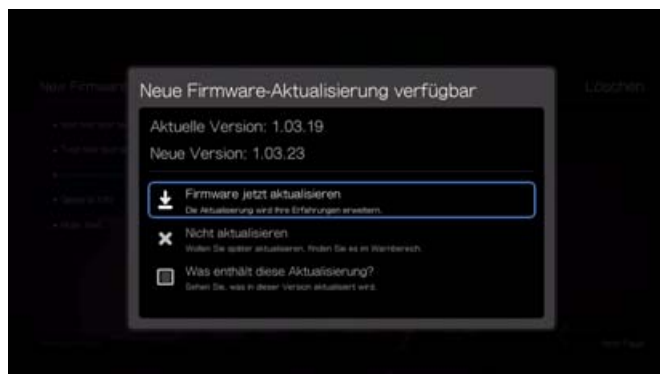 New Firmware
Löschen
Neue Firmware-Aktualisierung verfügbar
Aktuelle Version: 1.03.19
Neue Version: 1.03.23
Firmware jetzt aktualisieren
Die Aktualisierung wird Ihre Erfahrungen erweitern.
Nicht aktualisieren
Wollen Sie später aktualisieren, finden Sie es im Warnbereich.
Was enthält diese Aktualisierung?
Sehen Sie, was in dieser Version aktualisiert wird.